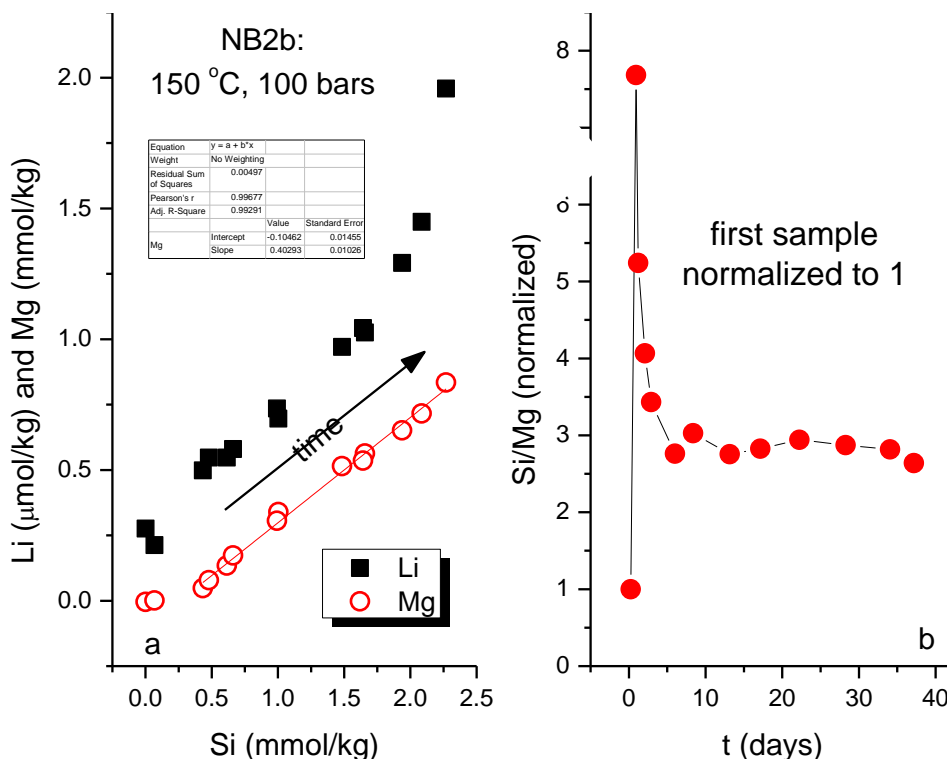 NB2b:
150 °C, 100 bars
Equation y = a + b*x
Weight No Weighting
Residual Sum
of Squares 0.00497
Pearson's r 0.99677
Adj. R-Square 0.99291
Value Standard Error
Mg Intercept -0.10462 0.01455
Slope 0.40293 0.01026
time
Li
Mg
a
2.0
1.5
1.0
0.5
0.0
0.0 0.5 1.0 1.5 2.0 2.5
Li (μmol/kg) and Mg (mmol/kg)
Si (mmol/kg)
first sample
normalized to 1
b
8
6
5
4
3
2
1
0
0 10 20 30 40
Si/Mg (normalized)
t (days)